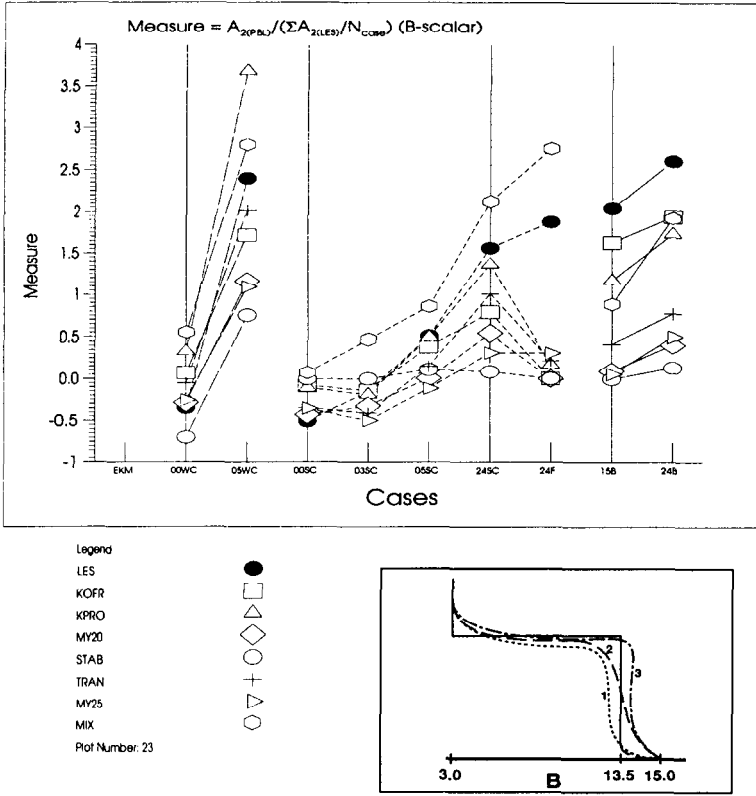 Measure = A2(PBL)/(ΣA2(LES)/Ncase) (B-scalar)
4
3.5
3
2.5
2
1.5
1
0.5
0.0
-0.5
-1
Measure
EKM 00WC 05WC 00SC 03SC 05SC 24SC 24F 15B 24B
Cases
Legend
LES
KOFR
KPRO
MY20
STAB
TRAN
MY25
MIX
Plot Number: 23
1
2
3
3.0 13.5 15.0
B